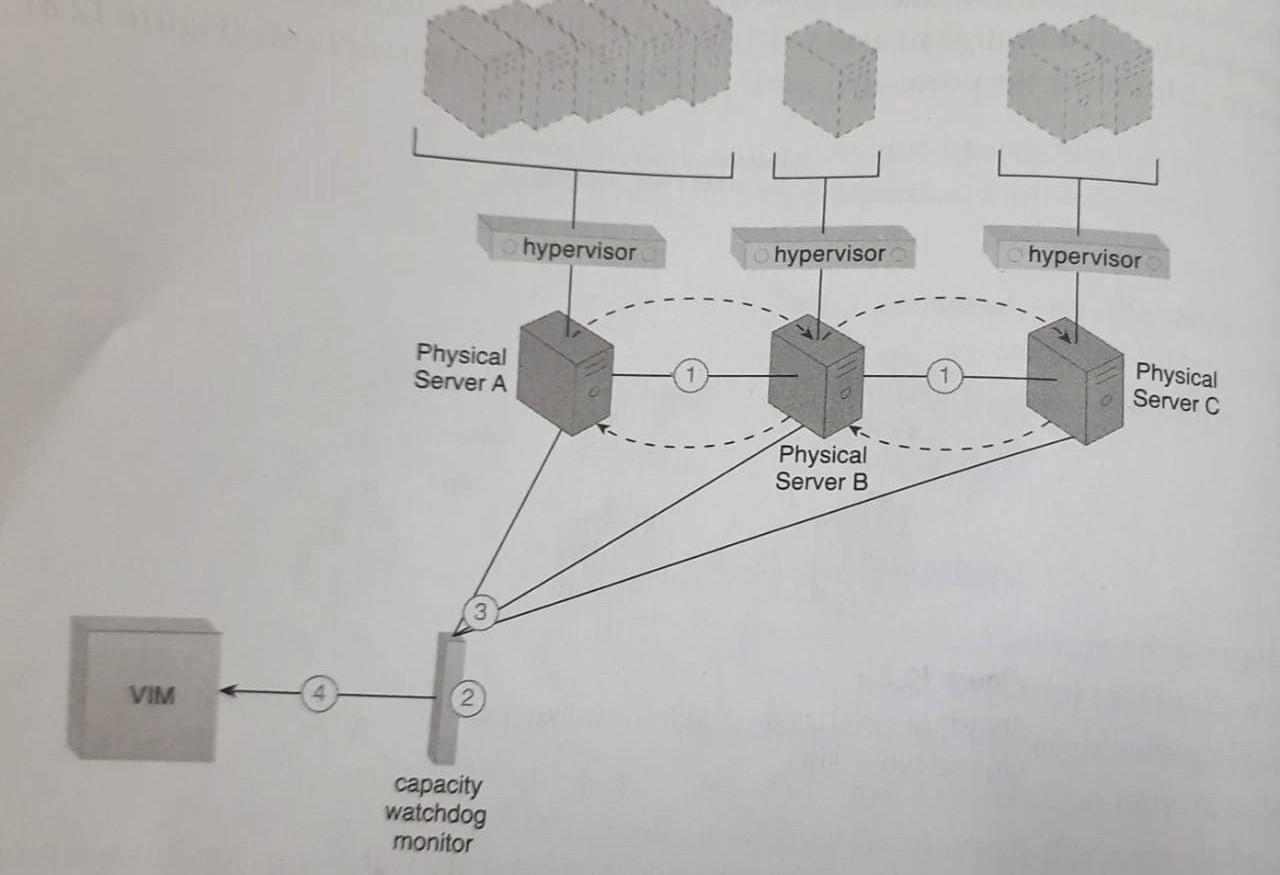 hypervisor
hypervisor
hypervisor
Physical
Server A
1
1
Physical
Server C
Physical
Server B
3
VIM
4
2
capacity
watchdog
monitor